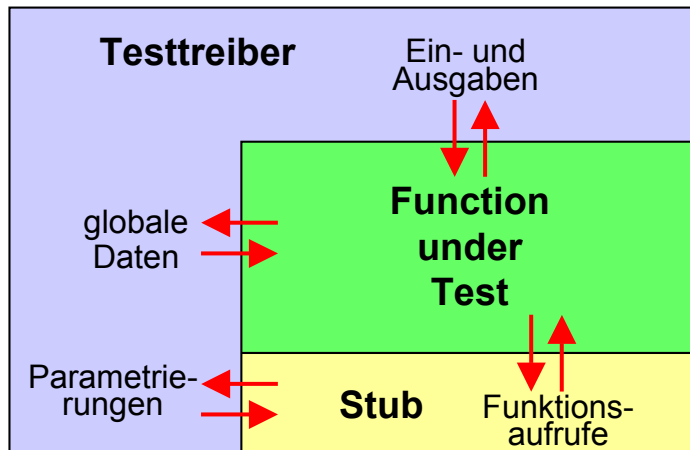 Testtreiber
Ein- und
Ausgaben
globale
Daten
Function
under
Test
Parametrie-
rungen
Stub
Funktions-
aufrufe